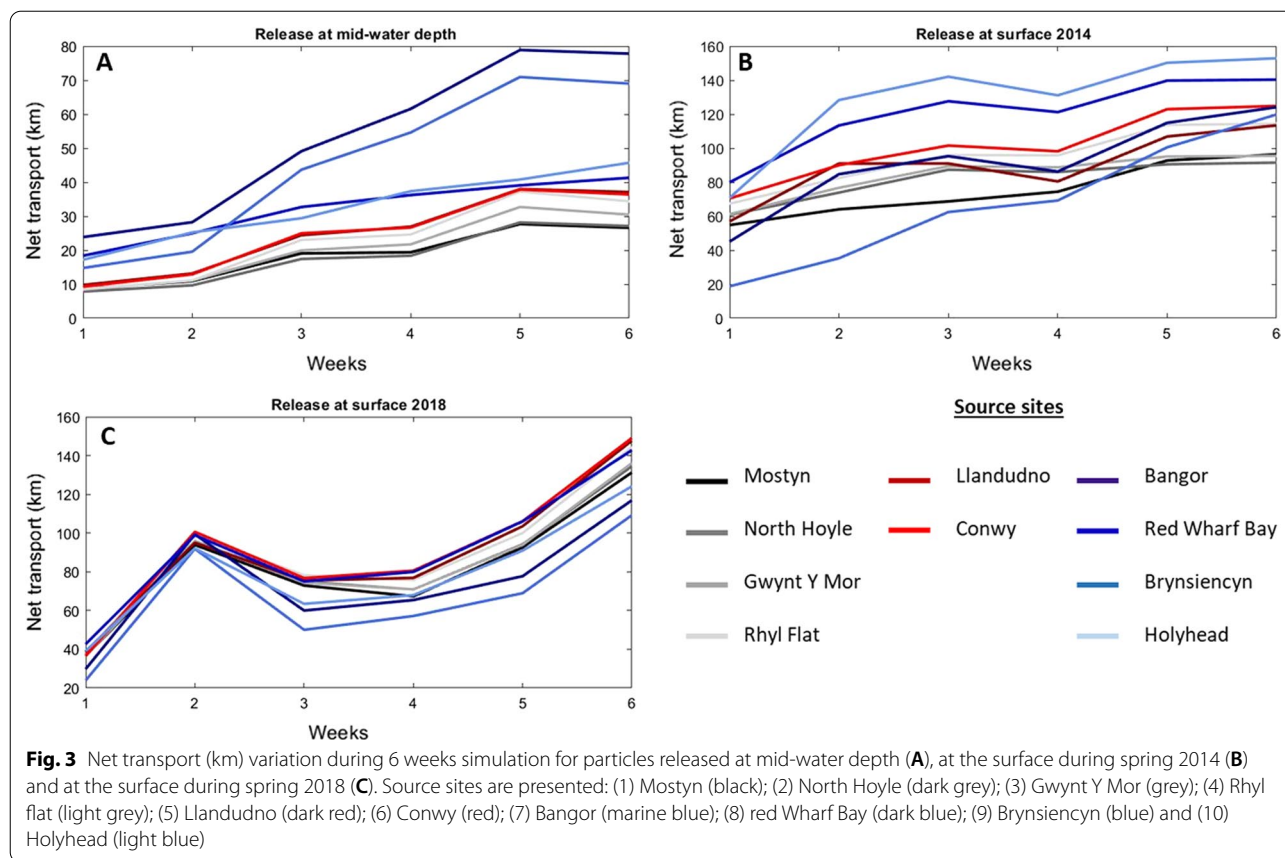 Release at mid-water depth
A
Net transport (km)
80
70
60
50
40
30
20
10
0
1 2 3 4 5 6
Weeks
Release at surface 2014
B
Net transport (km)
160
140
120
100
80
60
40
20
0
1 2 3 4 5 6
Weeks
Release at surface 2018
C
Net transport (km)
160
140
120
100
80
60
40
20
1 2 3 4 5 6
Weeks
Source sites
Mostyn Llandudno Bangor
North Hoyle Conwy Red Wharf Bay
Gwynt Y Mor Brynsiencyn
Rhyl Flat Holyhead
Fig. 3 Net transport (km) variation during 6 weeks simulation for particles released at mid-water depth (A), at the surface during spring 2014 (B)
and at the surface during spring 2018 (C). Source sites are presented: (1) Mostyn (black); (2) North Hoyle (dark grey); (3) Gwynt Y Mor (grey); (4) Rhyl
flat (light grey); (5) Llandudno (dark red); (6) Conwy (red); (7) Bangor (marine blue); (8) red Wharf Bay (dark blue); (9) Brynsiencyn (blue) and (10)
Holyhead (light blue)